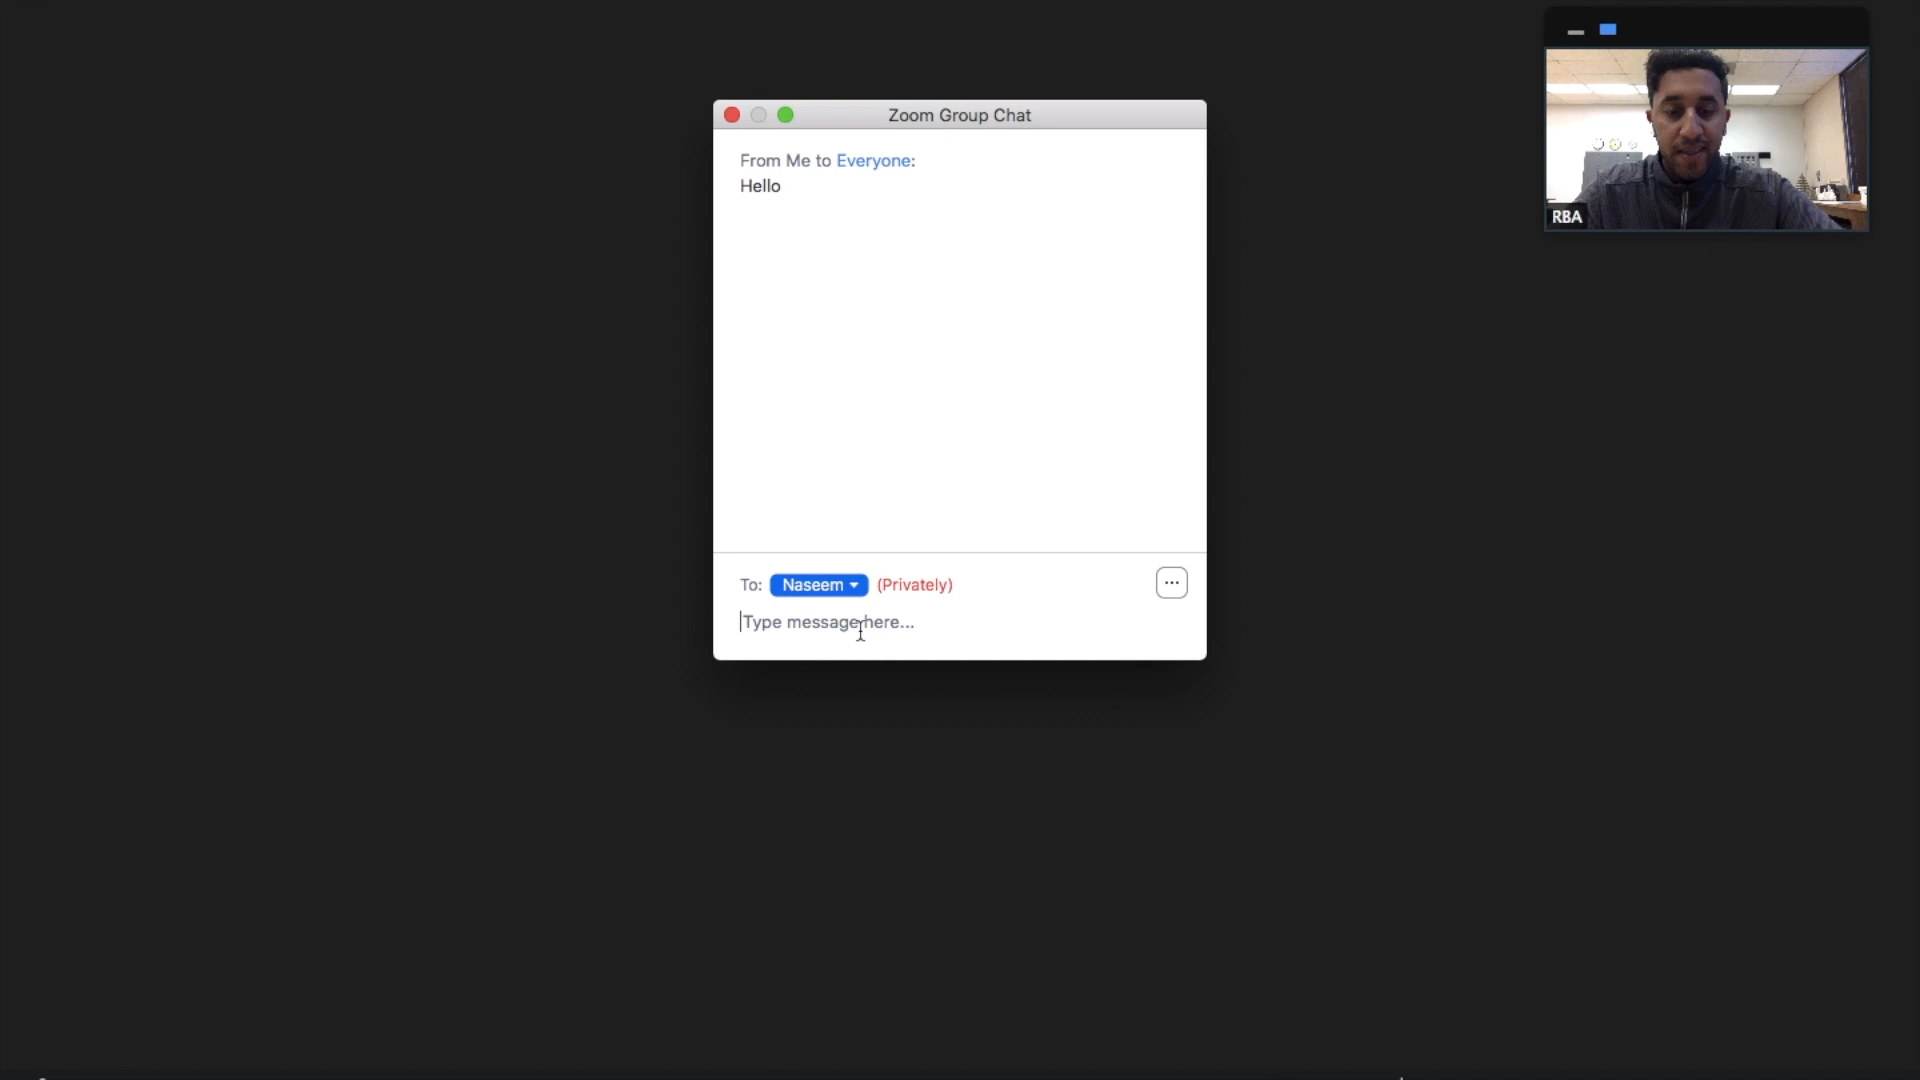 Zoom Group Chat
From Me to Everyone:
Hello
RBA
To: Naseem (Privately)
Type message here...